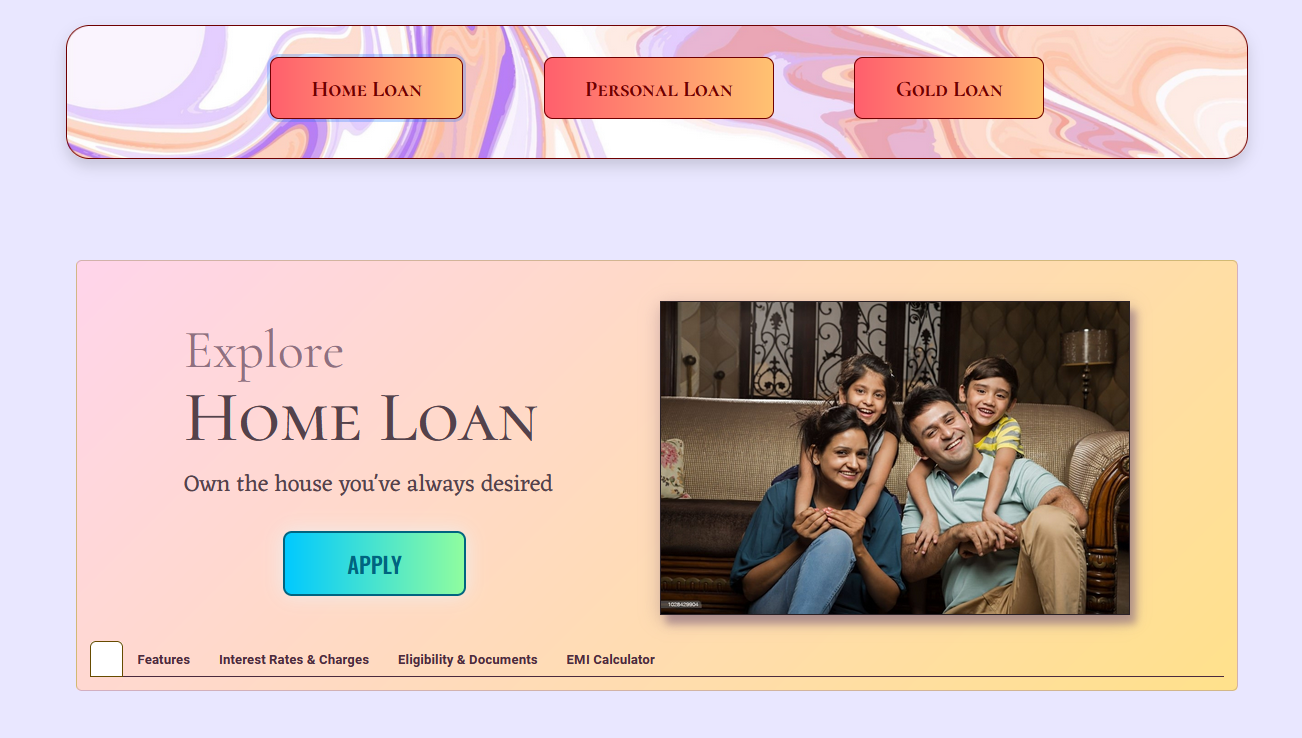 Home Loan Personal Loan Gold Loan
Explore
Home Loan
Own the house you've always desired
APPLY
1028429904
Features Interest Rates & Charges Eligibility & Documents EMI Calculator